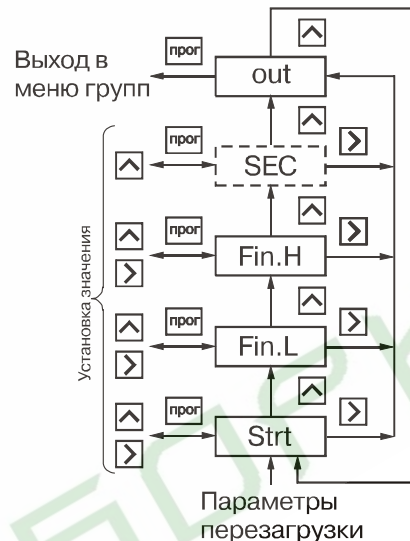 прог
Выход в
меню групп
out
прог
SEC
прог
Fin.H
Установка значения
прог
Fin.L
прог
Strt
Параметры
перезагрузки